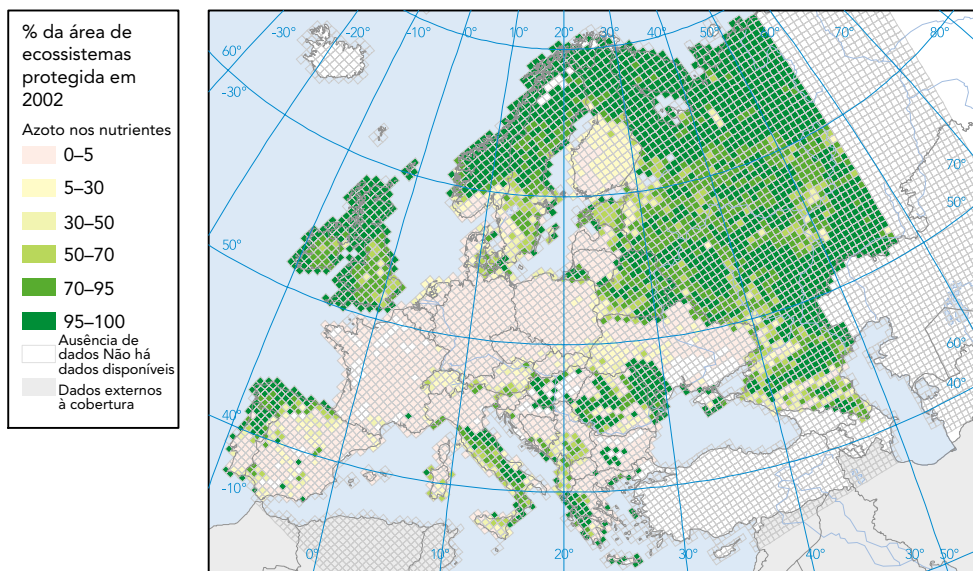 % da área de
ecossistemas
protegida em
2002
Azoto nos nutrientes
0–5
5–30
30–50
50–70
70–95
95–100
Ausência de
dados Não há
dados disponíveis
Dados externos
à cobertura
-30° -20° -10° 0° 10° 20° 30° 40° 50° 60° 70° 80°
60°
-30°
70°
50°
50°
60°
40°
40°
-10° 0° 10° 20° 30° 40° 30° 50°